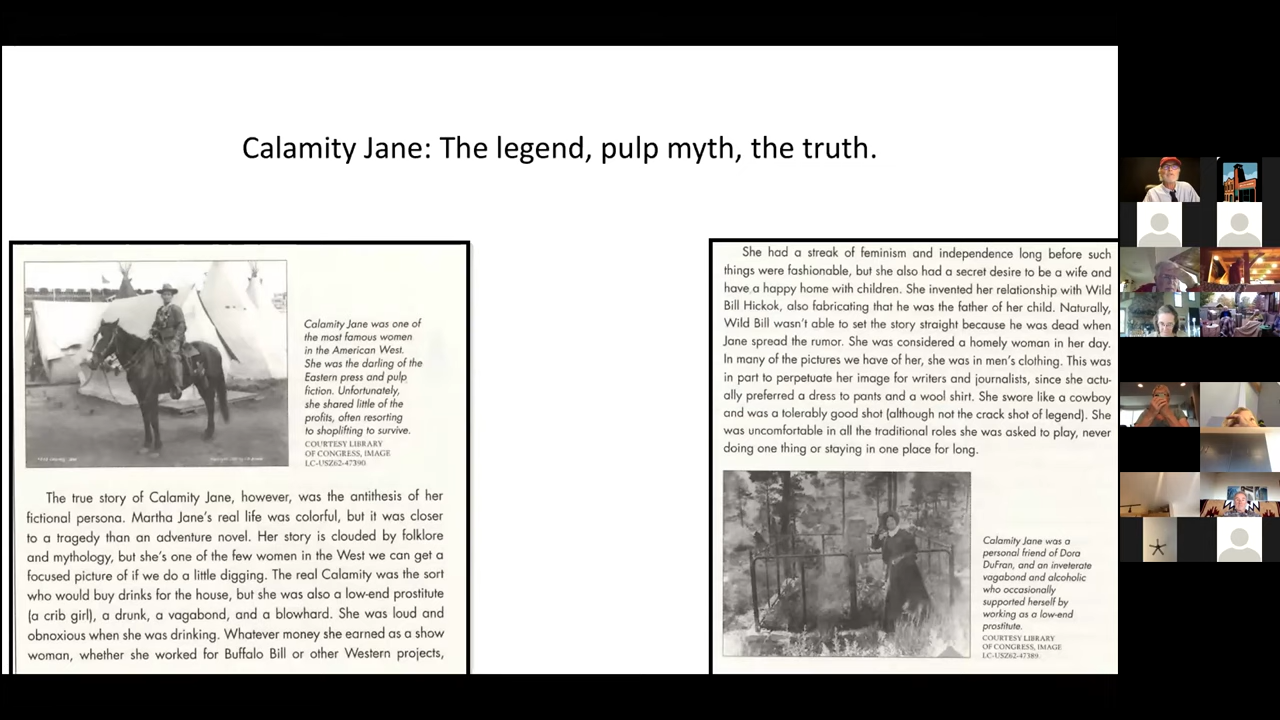 Calamity Jane: The legend, pulp myth, the truth.
Calamity Jane was one of
the most famous women
in the American West.
She was the darling of the
Eastern press and pulp
fiction. Unfortunately,
she shared little of the
profits, often resorting
to shoplifting to survive.
COURTESY LIBRARY
OF CONGRESS, IMAGE
LC-USZ62-47390.
The true story of Calamity Jane, however, was the antithesis of her
fictional persona. Martha Jane's real life was colorful, but it was closer
to a tragedy than an adventure novel. Her story is clouded by folklore
and mythology, but she's one of the few women in the West we can get a
focused picture of if we do a little digging. The real Calamity was the sort
who would buy drinks for the house, but she was also a low-end prostitute
(a crib girl), a drunk, a vagabond, and a blowhard. She was loud and
obnoxious when she was drinking. Whatever money she earned as a show
woman, whether she worked for Buffalo Bill or other Western projects,
She had a streak of feminism and independence long before such
things were fashionable, but she also had a secret desire to be a wife and
have a happy home with children. She invented her relationship with Wild
Bill Hickok, also fabricating that he was the father of her child. Naturally,
Wild Bill wasn't able to set the story straight because he was dead when
Jane spread the rumor. She was considered a homely woman in her day.
In many of the pictures we have of her, she was in men's clothing. This was
in part to perpetuate her image for writers and journalists, since she actu-
ally preferred a dress to pants and a wool shirt. She swore like a cowboy
and was a tolerably good shot (although not the crack shot of legend). She
was uncomfortable in all the traditional roles she was asked to play, never
doing one thing or staying in one place for long.
Calamity Jane was a
personal friend of Dora
DuFran, and an inveterate
vagabond and alcoholic
who occasionally
supported herself by
working as a low-end
prostitute.
COURTESY LIBRARY
OF CONGRESS, IMAGE
LC-USZ62-47389.